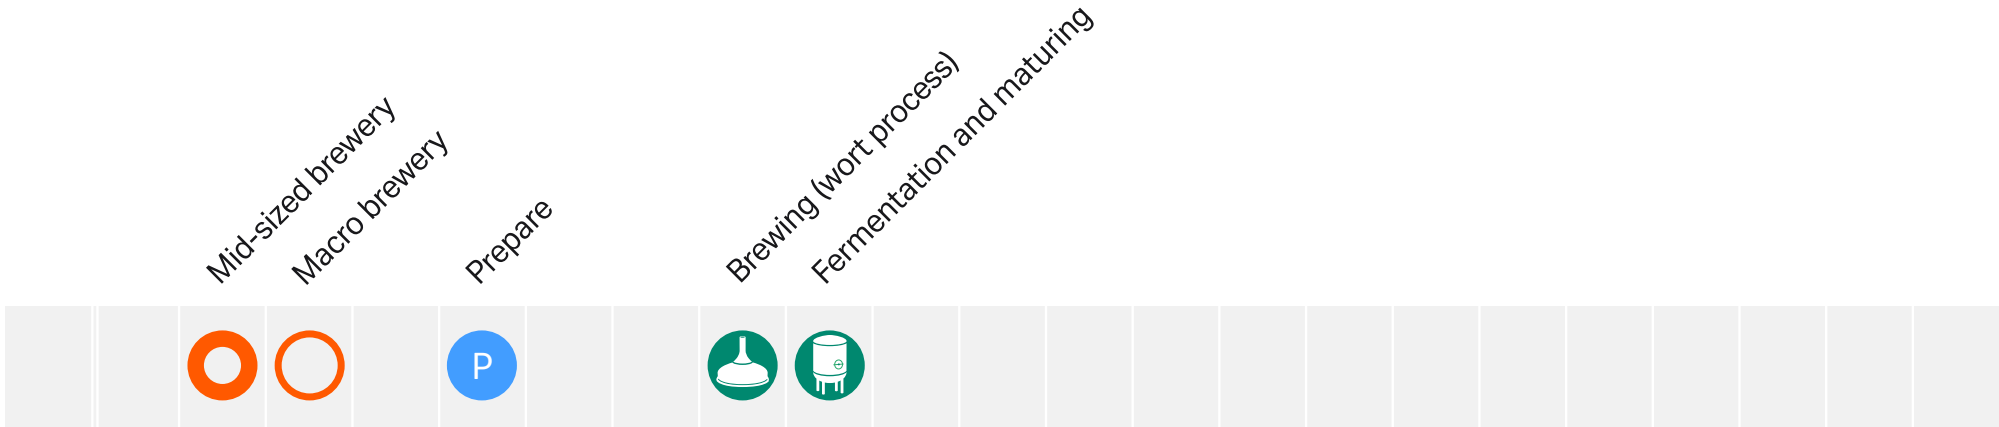 Mid-sized brewery
Macro brewery
Prepare
Brewing (wort process)
Fermentation and maturing
P